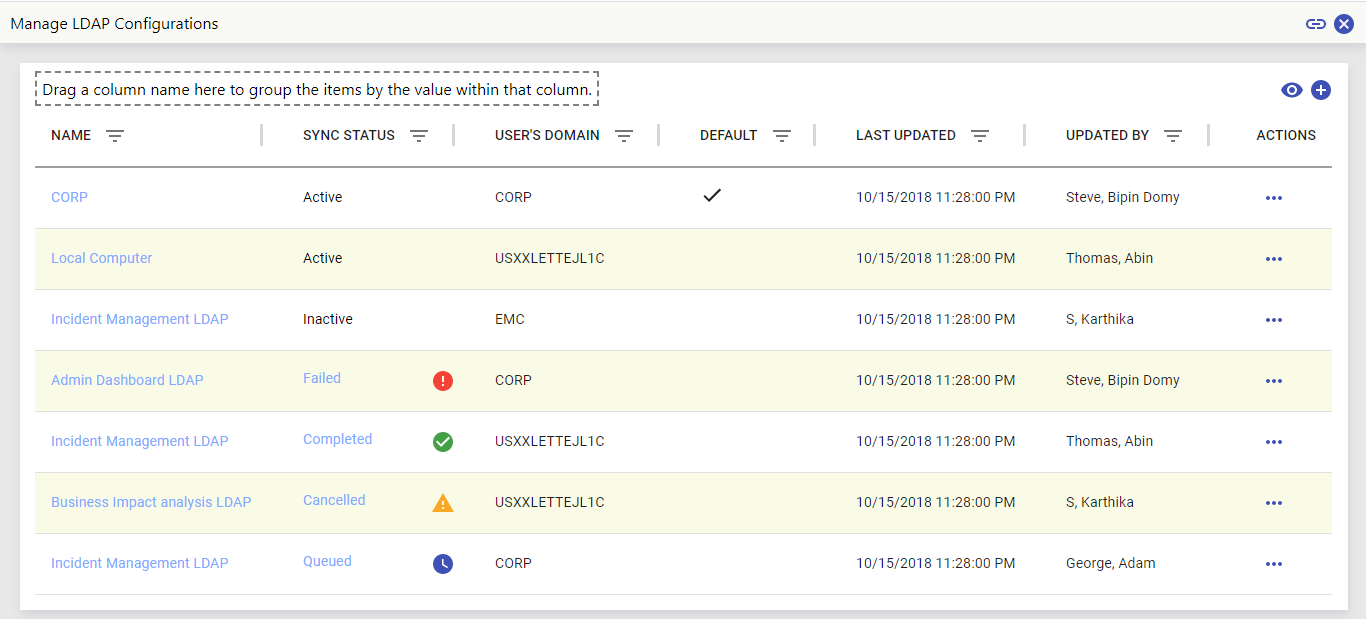 Manage LDAP Configurations
Drag a column name here to group the items by the value within that column.
NAME SYNC STATUS USER'S DOMAIN DEFAULT LAST UPDATED UPDATED BY ACTIONS
CORP Active CORP 10/15/2018 11:28:00 PM Steve, Bipin Domy
Local Computer Active USXXLETTEJL1C 10/15/2018 11:28:00 PM Thomas, Abin
Incident Management LDAP Inactive EMC 10/15/2018 11:28:00 PM S, Karthika
Admin Dashboard LDAP Failed CORP 10/15/2018 11:28:00 PM Steve, Bipin Domy
Incident Management LDAP Completed USXXLETTEJL1C 10/15/2018 11:28:00 PM Thomas, Abin
Business Impact analysis LDAP Cancelled USXXLETTEJL1C 10/15/2018 11:28:00 PM S, Karthika
Incident Management LDAP Queued CORP 10/15/2018 11:28:00 PM George, Adam